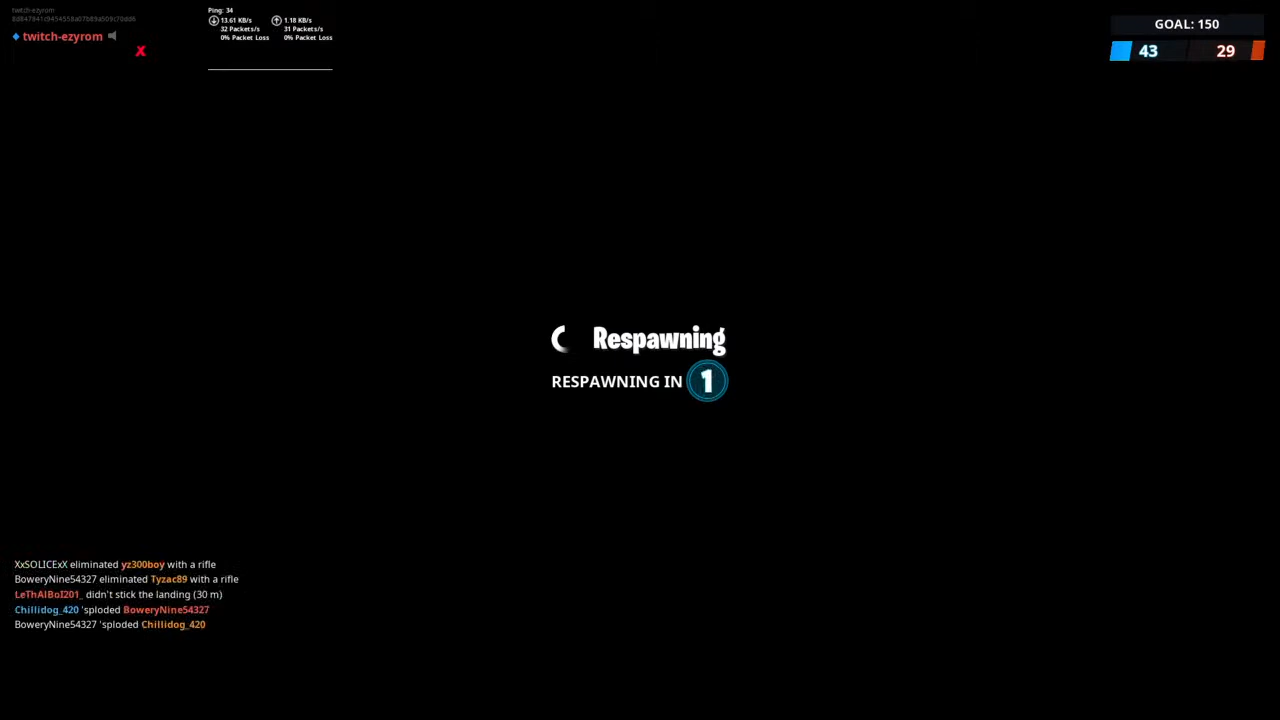 twitch-ezyrom
twitch-ezyrom
X
Ping: 34
13.61 KB/s 1.18 KB/s
32 Packets/s 31 Packets/s
0% Packet Loss 0% Packet Loss
GOAL: 150
43 29
Respawning
RESPAWNING IN 1
XxSOLICExX eliminated yz300boy with a rifle
BoweryNine54327 eliminated Tyzac89 with a rifle
LeThAlBoI201_ didn't stick the landing (30 m)
Chillidog_420 'sploded BoweryNine54327
BoweryNine54327 'sploded Chillidog_420